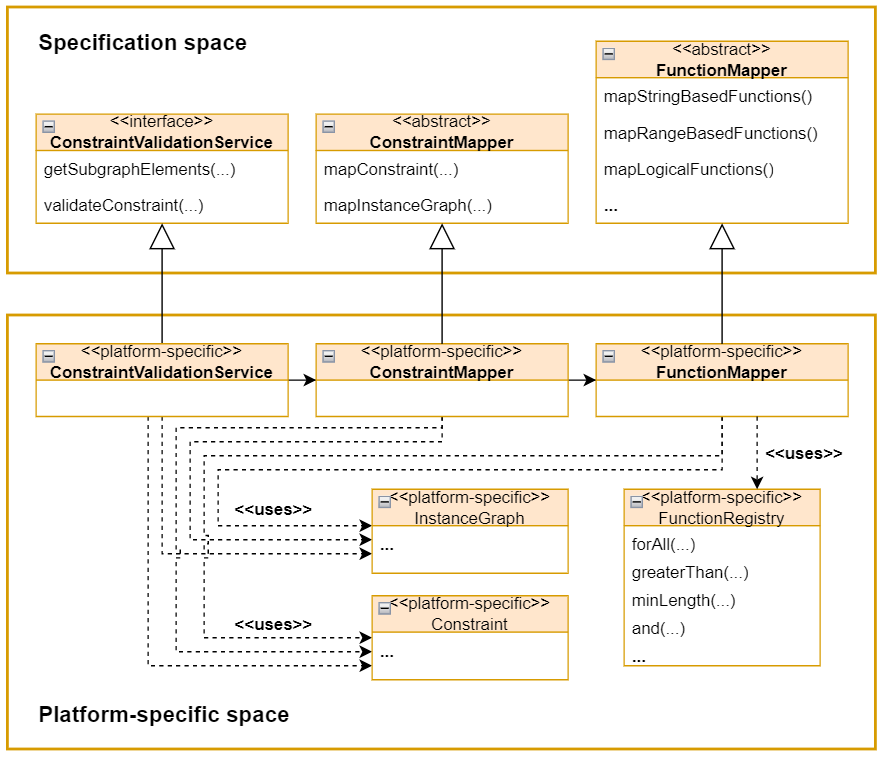 Specification space
<<interface>>
ConstraintValidationService
getSubgraphElements(...)
validateConstraint(...)
<<abstract>>
ConstraintMapper
mapConstraint(...)
mapInstanceGraph(...)
<<abstract>>
FunctionMapper
mapStringBasedFunctions()
mapRangeBasedFunctions()
mapLogicalFunctions()
...
<<platform-specific>>
ConstraintValidationService
<<platform-specific>>
ConstraintMapper
<<platform-specific>>
FunctionMapper
<<uses>>
<<uses>>
<<platform-specific>>
InstanceGraph
...
<<platform-specific>>
FunctionRegistry
forAll(...)
greaterThan(...)
minLength(...)
and(...)
...
<<uses>>
<<platform-specific>>
Constraint
...
Platform-specific space